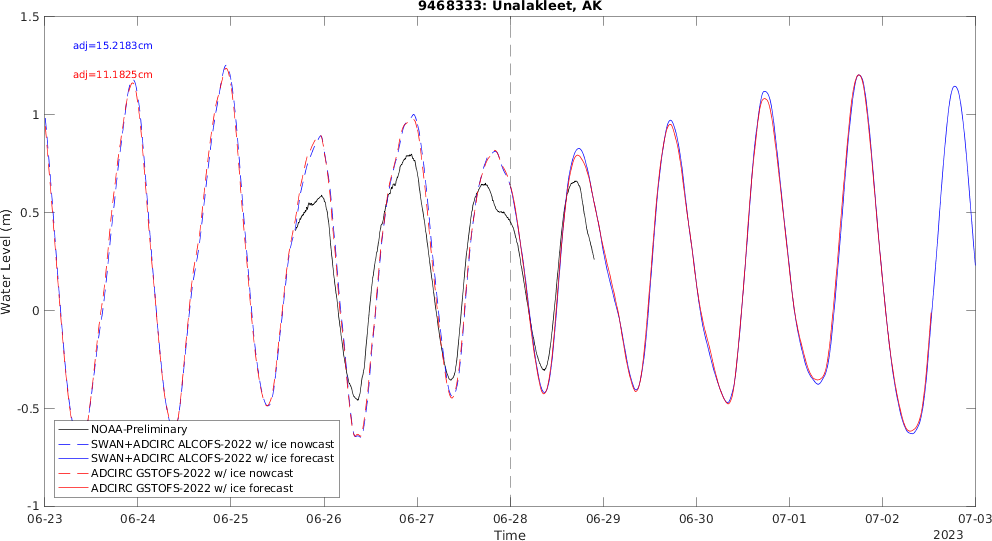 9468333: Unalakleet, AK
1.5
adj=15.2183cm
adj=11.1825cm
1
0.5
0
-0.5
-1
Water Level (m)
NOAA-Preliminary
SWAN+ADCIRC ALCOFS-2022 w/ ice nowcast
SWAN+ADCIRC ALCOFS-2022 w/ ice forecast
ADCIRC GSTOFS-2022 w/ ice nowcast
ADCIRC GSTOFS-2022 w/ ice forecast
06-23 06-24 06-25 06-26 06-27 06-28 06-29 06-30 07-01 07-02 07-03
Time
2023